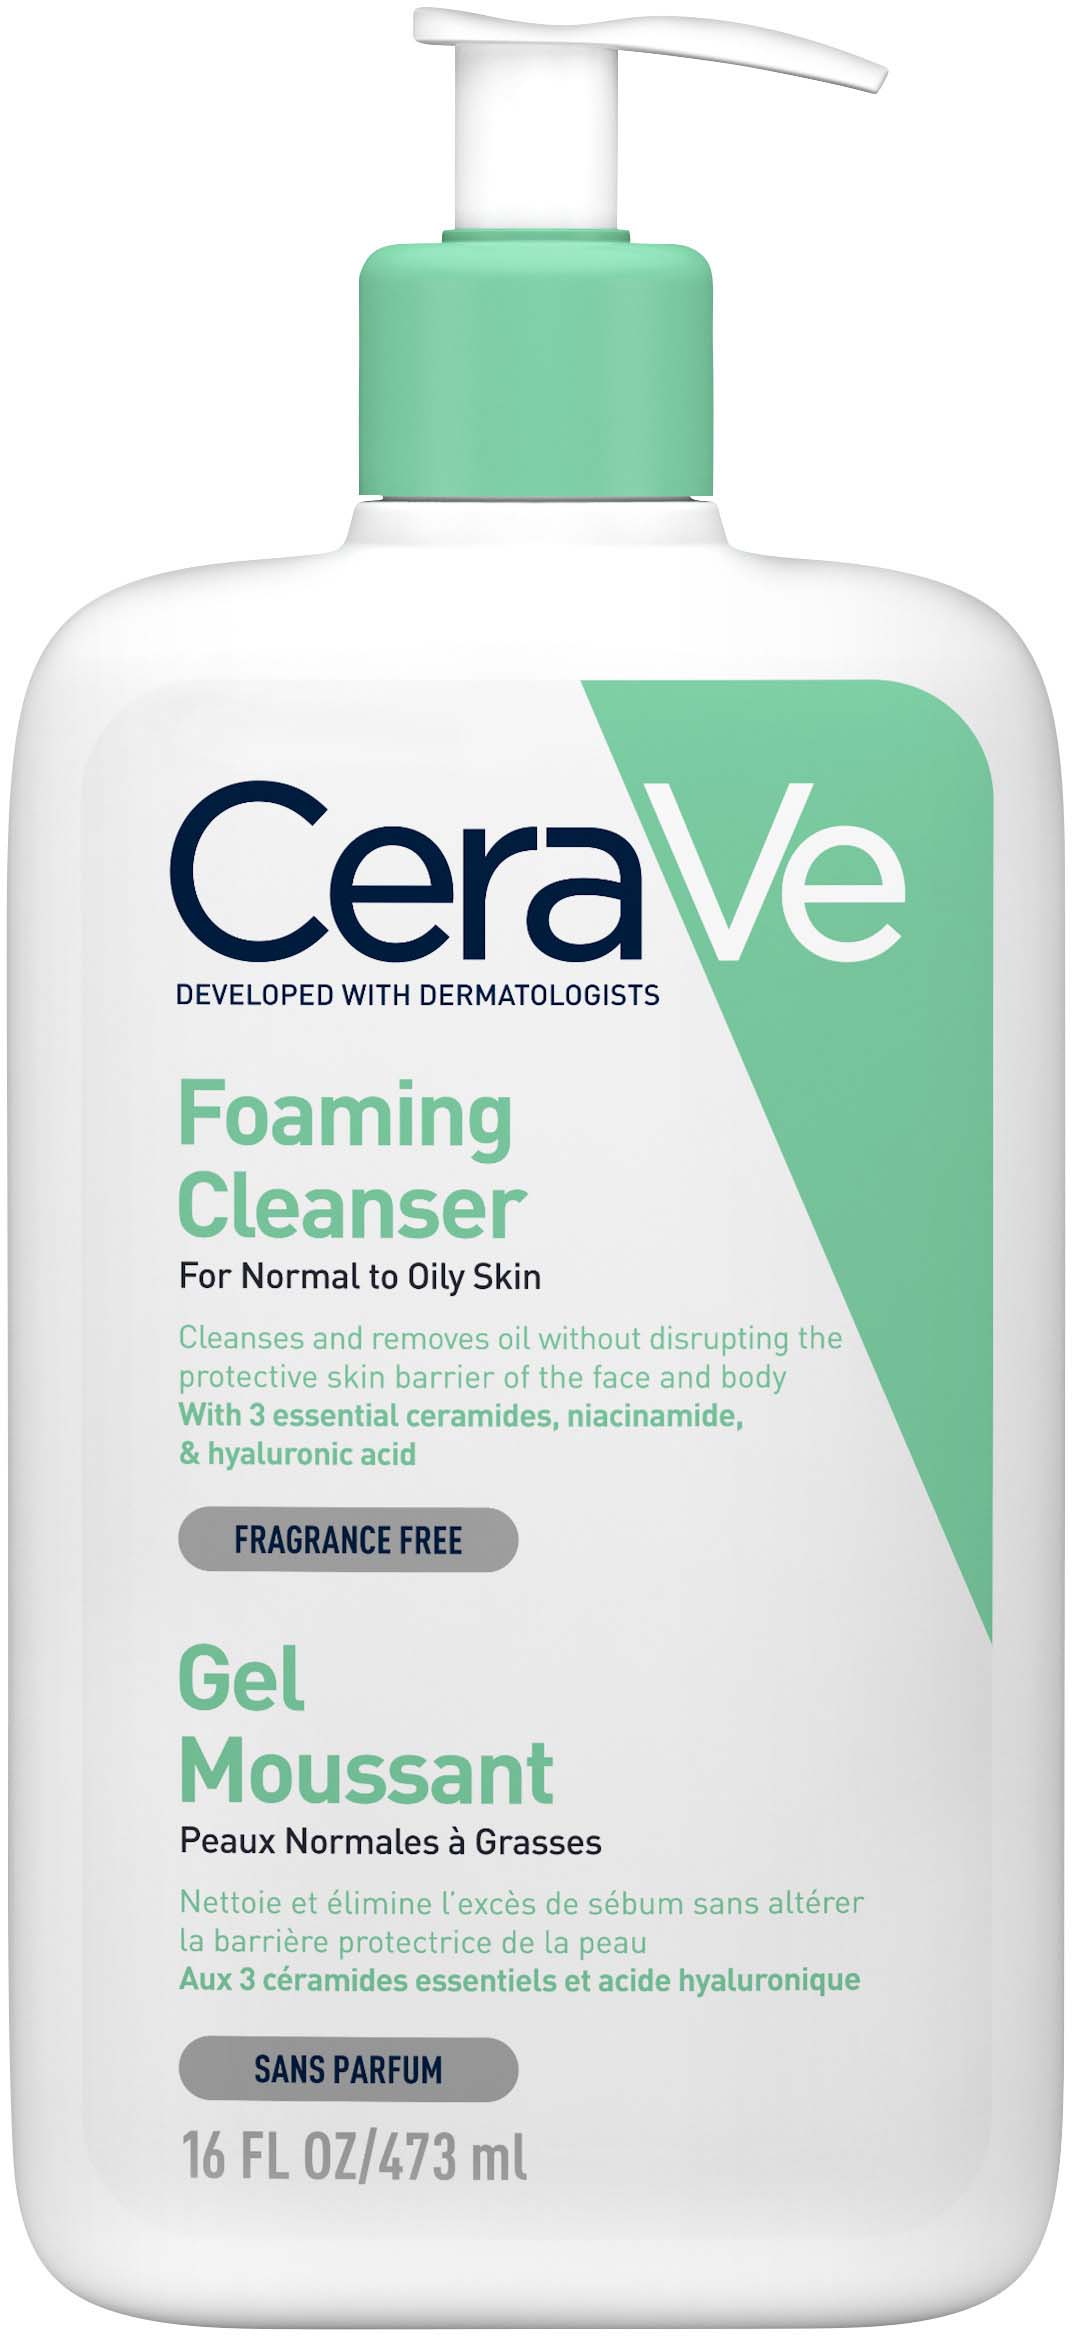 CeraVe
DEVELOPED WITH DERMATOLOGISTS
Foaming
Cleanser
For Normal to Oily Skin
Cleanses and removes oil without disrupting the
protective skin barrier of the face and body
With 3 essential ceramides, niacinamide,
& hyaluronic acid
FRAGRANCE FREE
Gel
Moussant
Peaux Normales à Grasses
Nettoie et élimine l'excès de sébum sans altérer
la barrière protectrice de la peau
Aux 3 céramides essentiels et acide hyaluronique
SANS PARFUM
16 FL OZ/473 ml